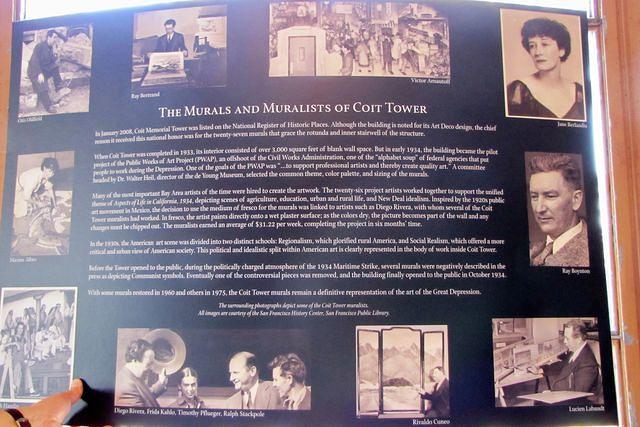 Otis Oldfield
Ray Bertrand
Victor Arnautoff
Jane Berlandia
THE MURALS AND MURALISTS OF COIT TOWER
In January 2008, Coit Memorial Tower was listed on the National Register of Historic Places. Although the building is noted for its Art Deco design, the chief
reason it received this national honor was for the twenty-seven murals that grace the rotunda and inner stairwell of the structure.
When Coit Tower was completed in 1933, its interior consisted of over 3,000 square feet of blank wall space. But in early 1934, the building became the pilot
project of the Public Works of Art Project (PWAP), an offshoot of the Civil Works Administration, one of the "alphabet soup" of federal agencies that put
people to work during the Depression. One of the goals of the PWAP was "...to support professional artists and thereby create quality art." A committee
headed by Dr. Walter Heil, director of the de Young Museum, selected the common theme, color palette, and sizing of the murals.
Many of the most important Bay Area artists of the time were hired to create the artwork. The twenty-six project artists worked together to support the unified
theme of Aspects of Life in California, 1934, depicting scenes of agriculture, education, urban and rural life, and New Deal idealism. Inspired by the 1920s public
art movement in Mexico, the decision to use the medium of fresco for the murals was linked to artists such as Diego Rivera, with whom several of the Coit
Tower muralists had worked. In fresco, the artist paints directly onto a wet plaster surface; as the colors dry, the picture becomes part of the wall and any
changes must be chipped out. The muralists earned an average of $31.22 per week, completing the project in six months' time.
In the 1930s, the American art scene was divided into two distinct schools: Regionalism, which glorified rural America, and Social Realism, which offered a more
critical and urban view of American society. This political and idealistic split within American art is clearly represented in the body of work inside Coit Tower.
Before the Tower opened to the public, during the politically charged atmosphere of the 1934 Maritime Strike, several murals were negatively described in the
press as depicting Communist symbols. Eventually one of the controversial pieces was removed, and the building finally opened to the public in October 1934.
With some murals restored in 1960 and others in 1975, the Coit Tower murals remain a definitive representation of the art of the Great Depression.
The surrounding photographs depict some of the Coit Tower muralists.
All images are courtesy of the San Francisco History Center, San Francisco Public Library.
Maxine Albro
Ray Boynton
Diego Rivera, Frida Kahlo, Timothy Pflueger, Ralph Stackpole
Rinaldo Cuneo
Lucien Labaudt